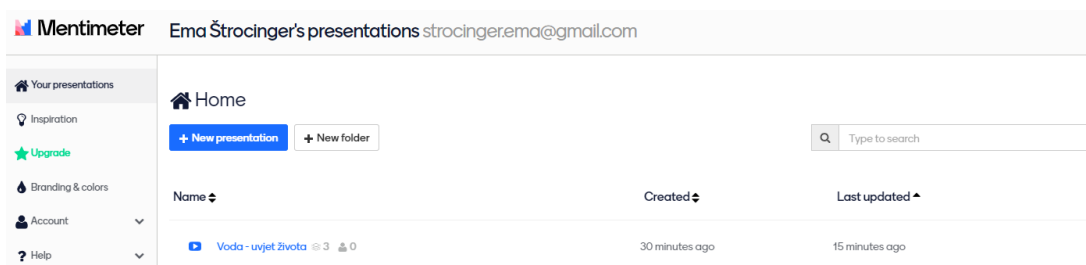 Mentimeter
Ema Štrocinger's presentations strocinger.ema@gmail.com
Your presentations
Inspiration
Upgrade
Branding & colors
Account
? Help
Home
+ New presentation
+ New folder
Type to search
Name Created Last updated
Voda - uvjet života 3 0 30 minutes ago 15 minutes ago